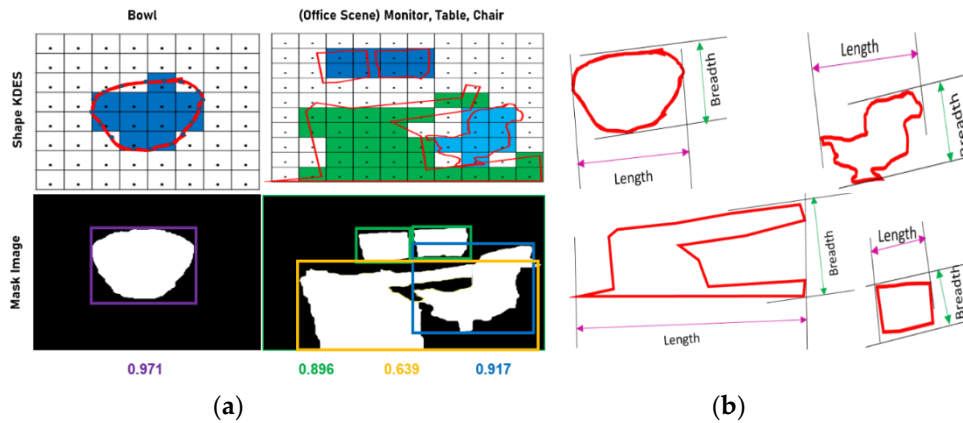 Bowl
(Office Scene) Monitor, Table, Chair
Shape KDES
Mask Image
0.971
0.896
0.639
0.917
(a)
Length
Breadth
Length
Breadth
Length
Breadth
Length
Breadth
(b)